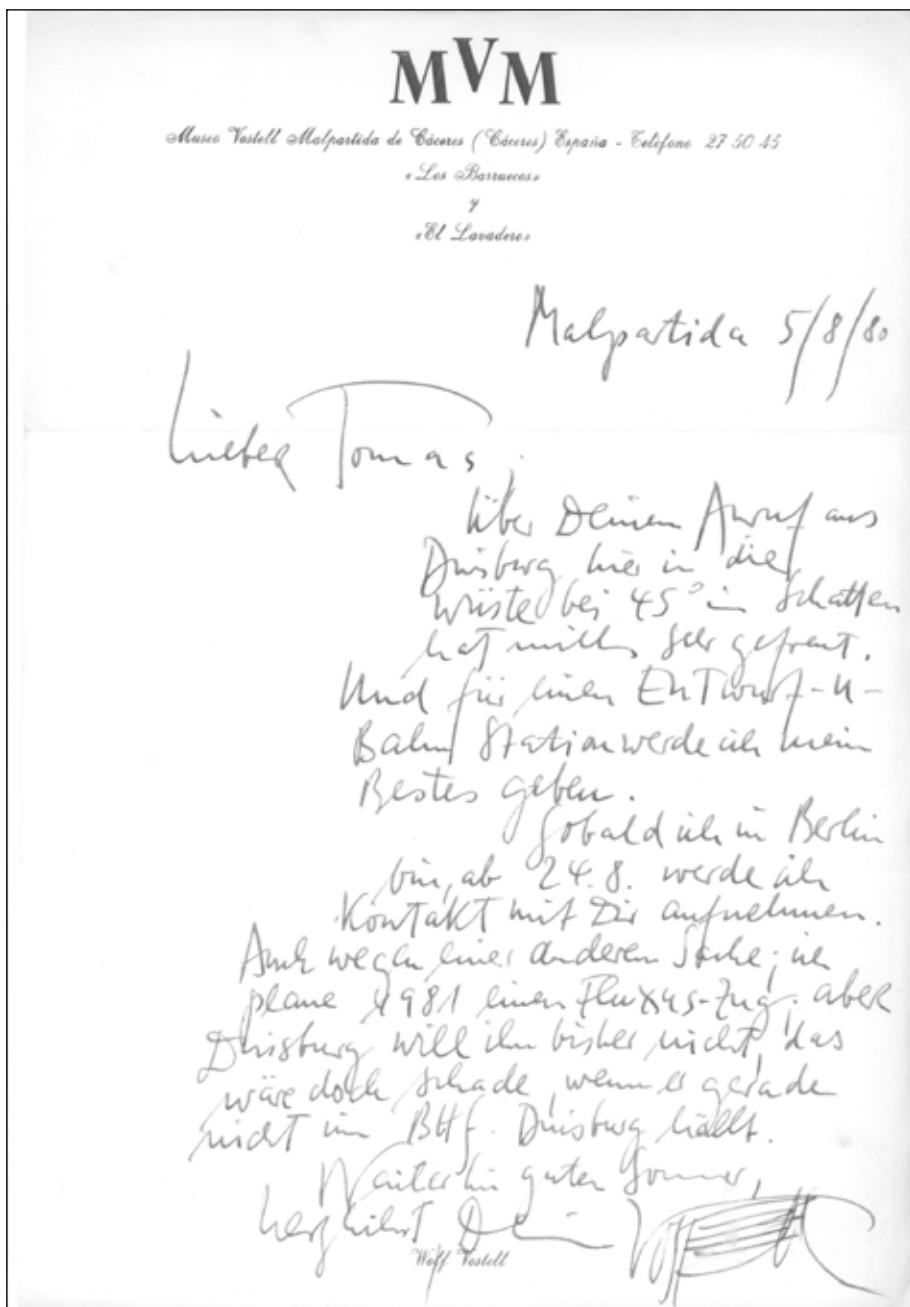 MVM
Museo Vostell Malpartida de Cáceres (Cáceres) España - Teléfono 27 50 45
«Los Barruecos»
y
«El Lavadero»
Malpartida 5/8/80
Lieber Tomas,
über Deinen Anruf aus
Duisburg hier in die
Wüste bei 45° im Schatten
hat mich sehr gefreut.
Und für einen Entwurf-U-
Bahn Station werde ich mein
Bestes geben.
Sobald ich in Berlin
bin, ab 24.8. werde ich
Kontakt mit Dir aufnehmen.
Auch wegen einer anderen Sache; ich
plane 1981 einen Fluxus-Zug, aber
Duisburg will ihn bisher nicht, das
wäre doch schade, wenn er gerade
nicht im BHf. Duisburg hällt.
Weiterhin guten Sommer,
herzlichst Dein
Wolf Vostell